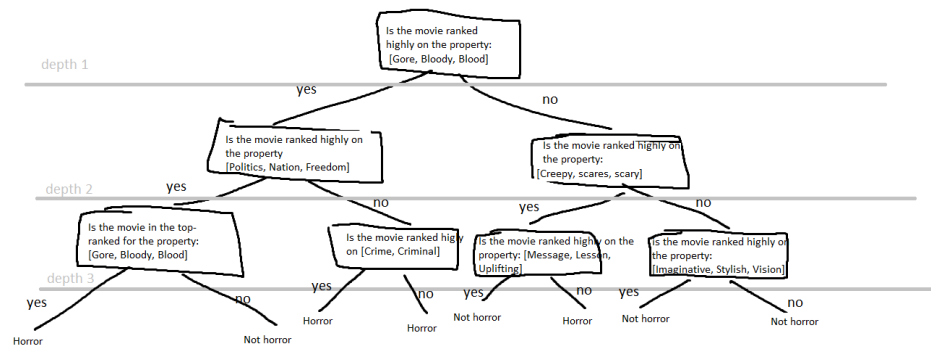 Is the movie ranked
highly on the property:
[Gore, Bloody, Blood]
depth 1
yes
no
Is the movie ranked highly on
the property
[Politics, Nation, Freedom]
Is the movie ranked highly on
the property:
[Creepy, scares, scary]
depth 2
yes
no
yes
no
Is the movie in the top-
ranked for the property:
[Gore, Bloody, Blood]
Is the movie ranked highly
on [Crime, Criminal]
Is the movie ranked highly on the
property: [Message, Lesson,
Uplifting]
Is the movie ranked highly on
the property:
[Imaginative, Stylish, Vision]
depth 3
yes
no
yes
no
yes
no
yes
no
Horror
Not horror
Horror
Horror
Not horror
Horror
Not horror
Not horror